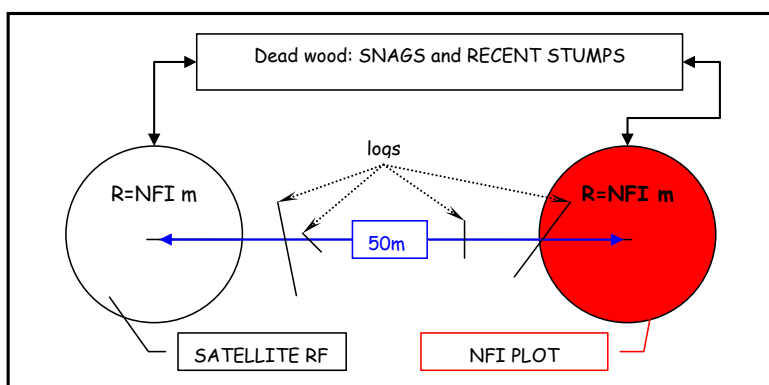 Dead wood: SNAGS and RECENT STUMPS
logs
R=NFI m
R=NFI m
50m
SATELLITE RF
NFI PLOT